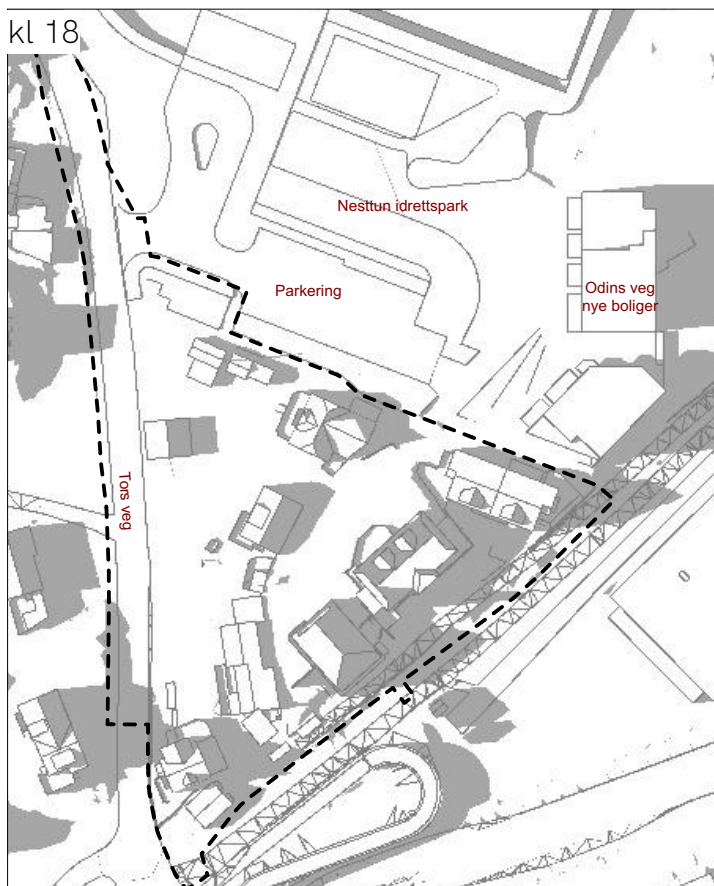 kl 18
Nesttun idrettspark
Parkering
Odins veg
nye boliger
Tors veg